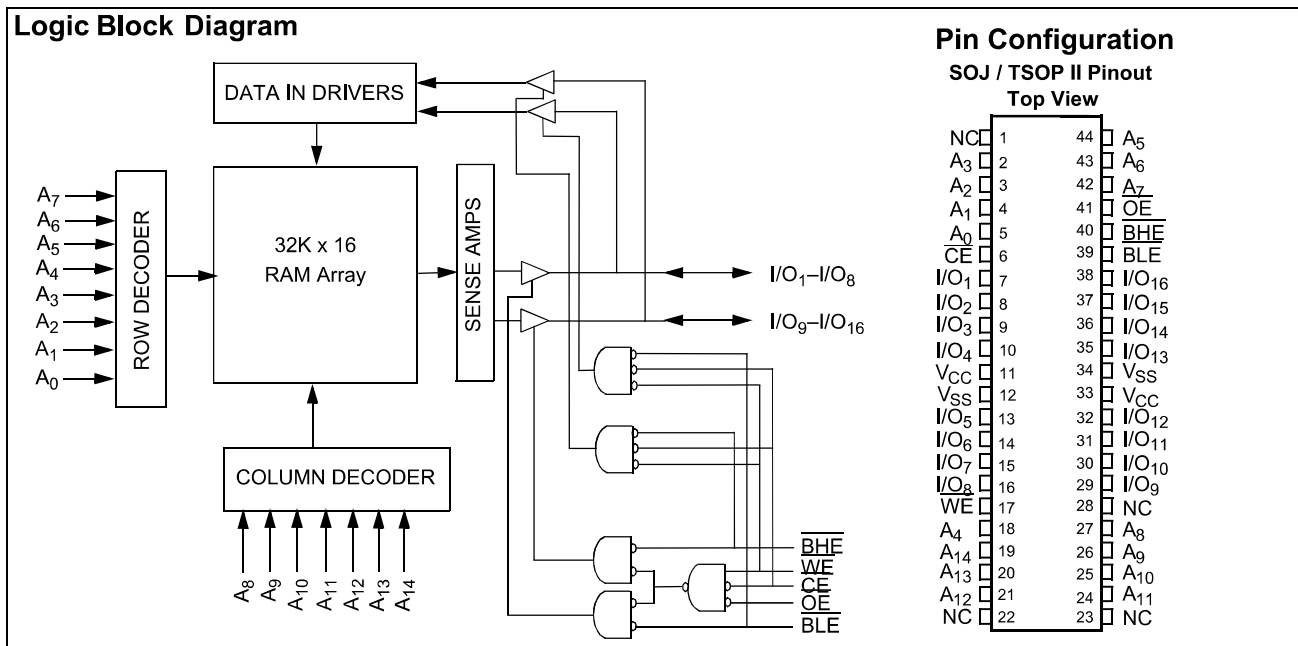 Logic Block Diagram
DATA IN DRIVERS
A7
A6
A5
A4
A3
A2
A1
A0
ROW DECODER
32K x 16
RAM Array
SENSE AMPS
I/O1–I/O8
I/O9–I/O16
COLUMN DECODER
A8
A9
A10
A11
A12
A13
A14
BHE
WE
CE
OE
BLE
Pin Configuration
SOJ / TSOP II Pinout
Top View
NC 1 44 A5
A3 2 43 A6
A2 3 42 A7
A1 4 41 OE
A0 5 40 BHE
CE 6 39 BLE
I/O1 7 38 I/O16
I/O2 8 37 I/O15
I/O3 9 36 I/O14
I/O4 10 35 I/O13
VCC 11 34 VSS
VSS 12 33 VCC
I/O5 13 32 I/O12
I/O6 14 31 I/O11
I/O7 15 30 I/O10
I/O8 16 29 I/O9
WE 17 28 NC
A4 18 27 A8
A14 19 26 A9
A13 20 25 A10
A12 21 24 A11
NC 22 23 NC